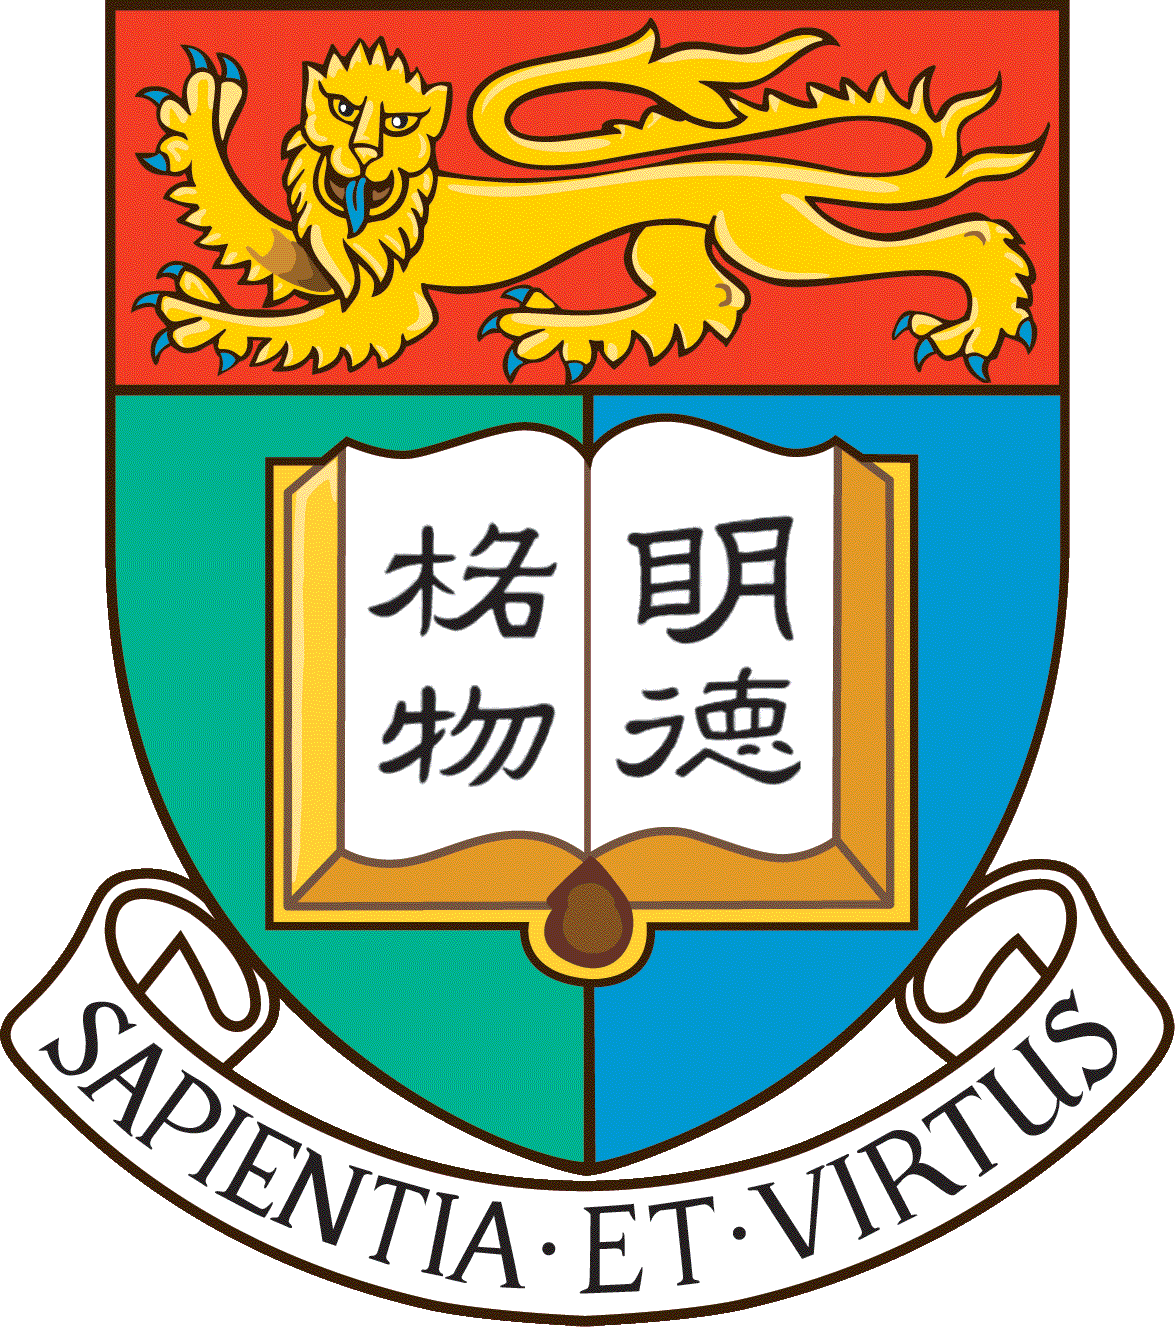 明德
格物
SAPIENTIA · ET · VIRTUS